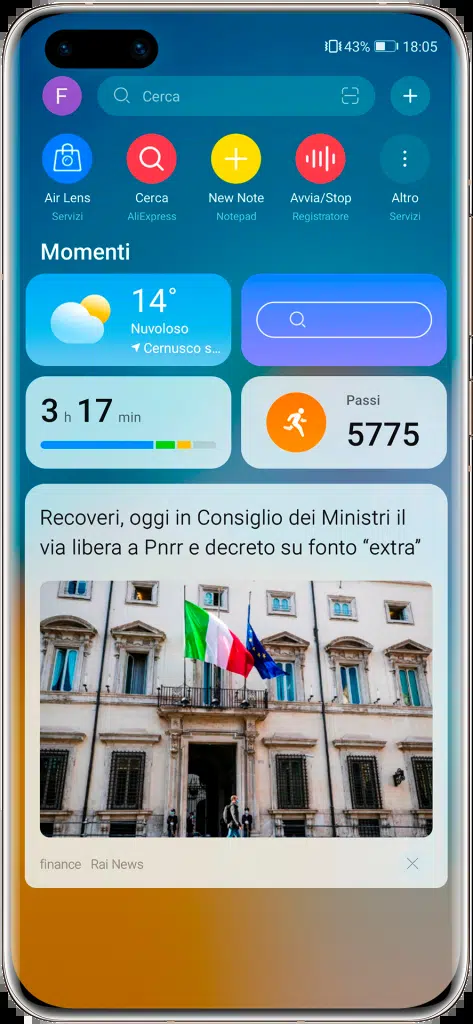 43% 18:05
F
Cerca
Air Lens
Servizi
Cerca
AliExpress
New Note
Notepad
Avvia/Stop
Registratore
Altro
Servizi
Momenti
14°
Nuvoloso
Cernusco s...
3 h 17 min
Passi
5775
Recoveri, oggi in Consiglio dei Ministri il
via libera a Pnrr e decreto su fonto “extra”
finance Rai News